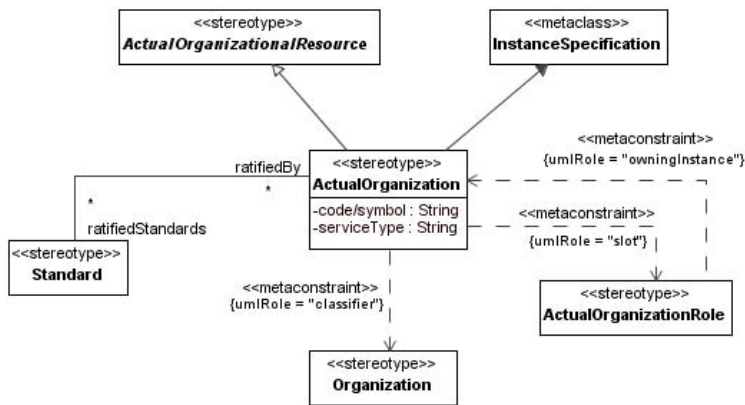 <<stereotype>>
ActualOrganizationalResource
<<metaclass>>
InstanceSpecification
<<metaconstraint>>
{umlRole = "owningInstance"}
ratifiedBy
*
<<stereotype>>
ActualOrganization
-code/symbol : String
-serviceType : String
*
ratifiedStandards
<<metaconstraint>>
{umlRole = "slot"}
<<stereotype>>
Standard
<<metaconstraint>>
{umlRole = "classifier"}
<<stereotype>>
ActualOrganizationRole
<<stereotype>>
Organization